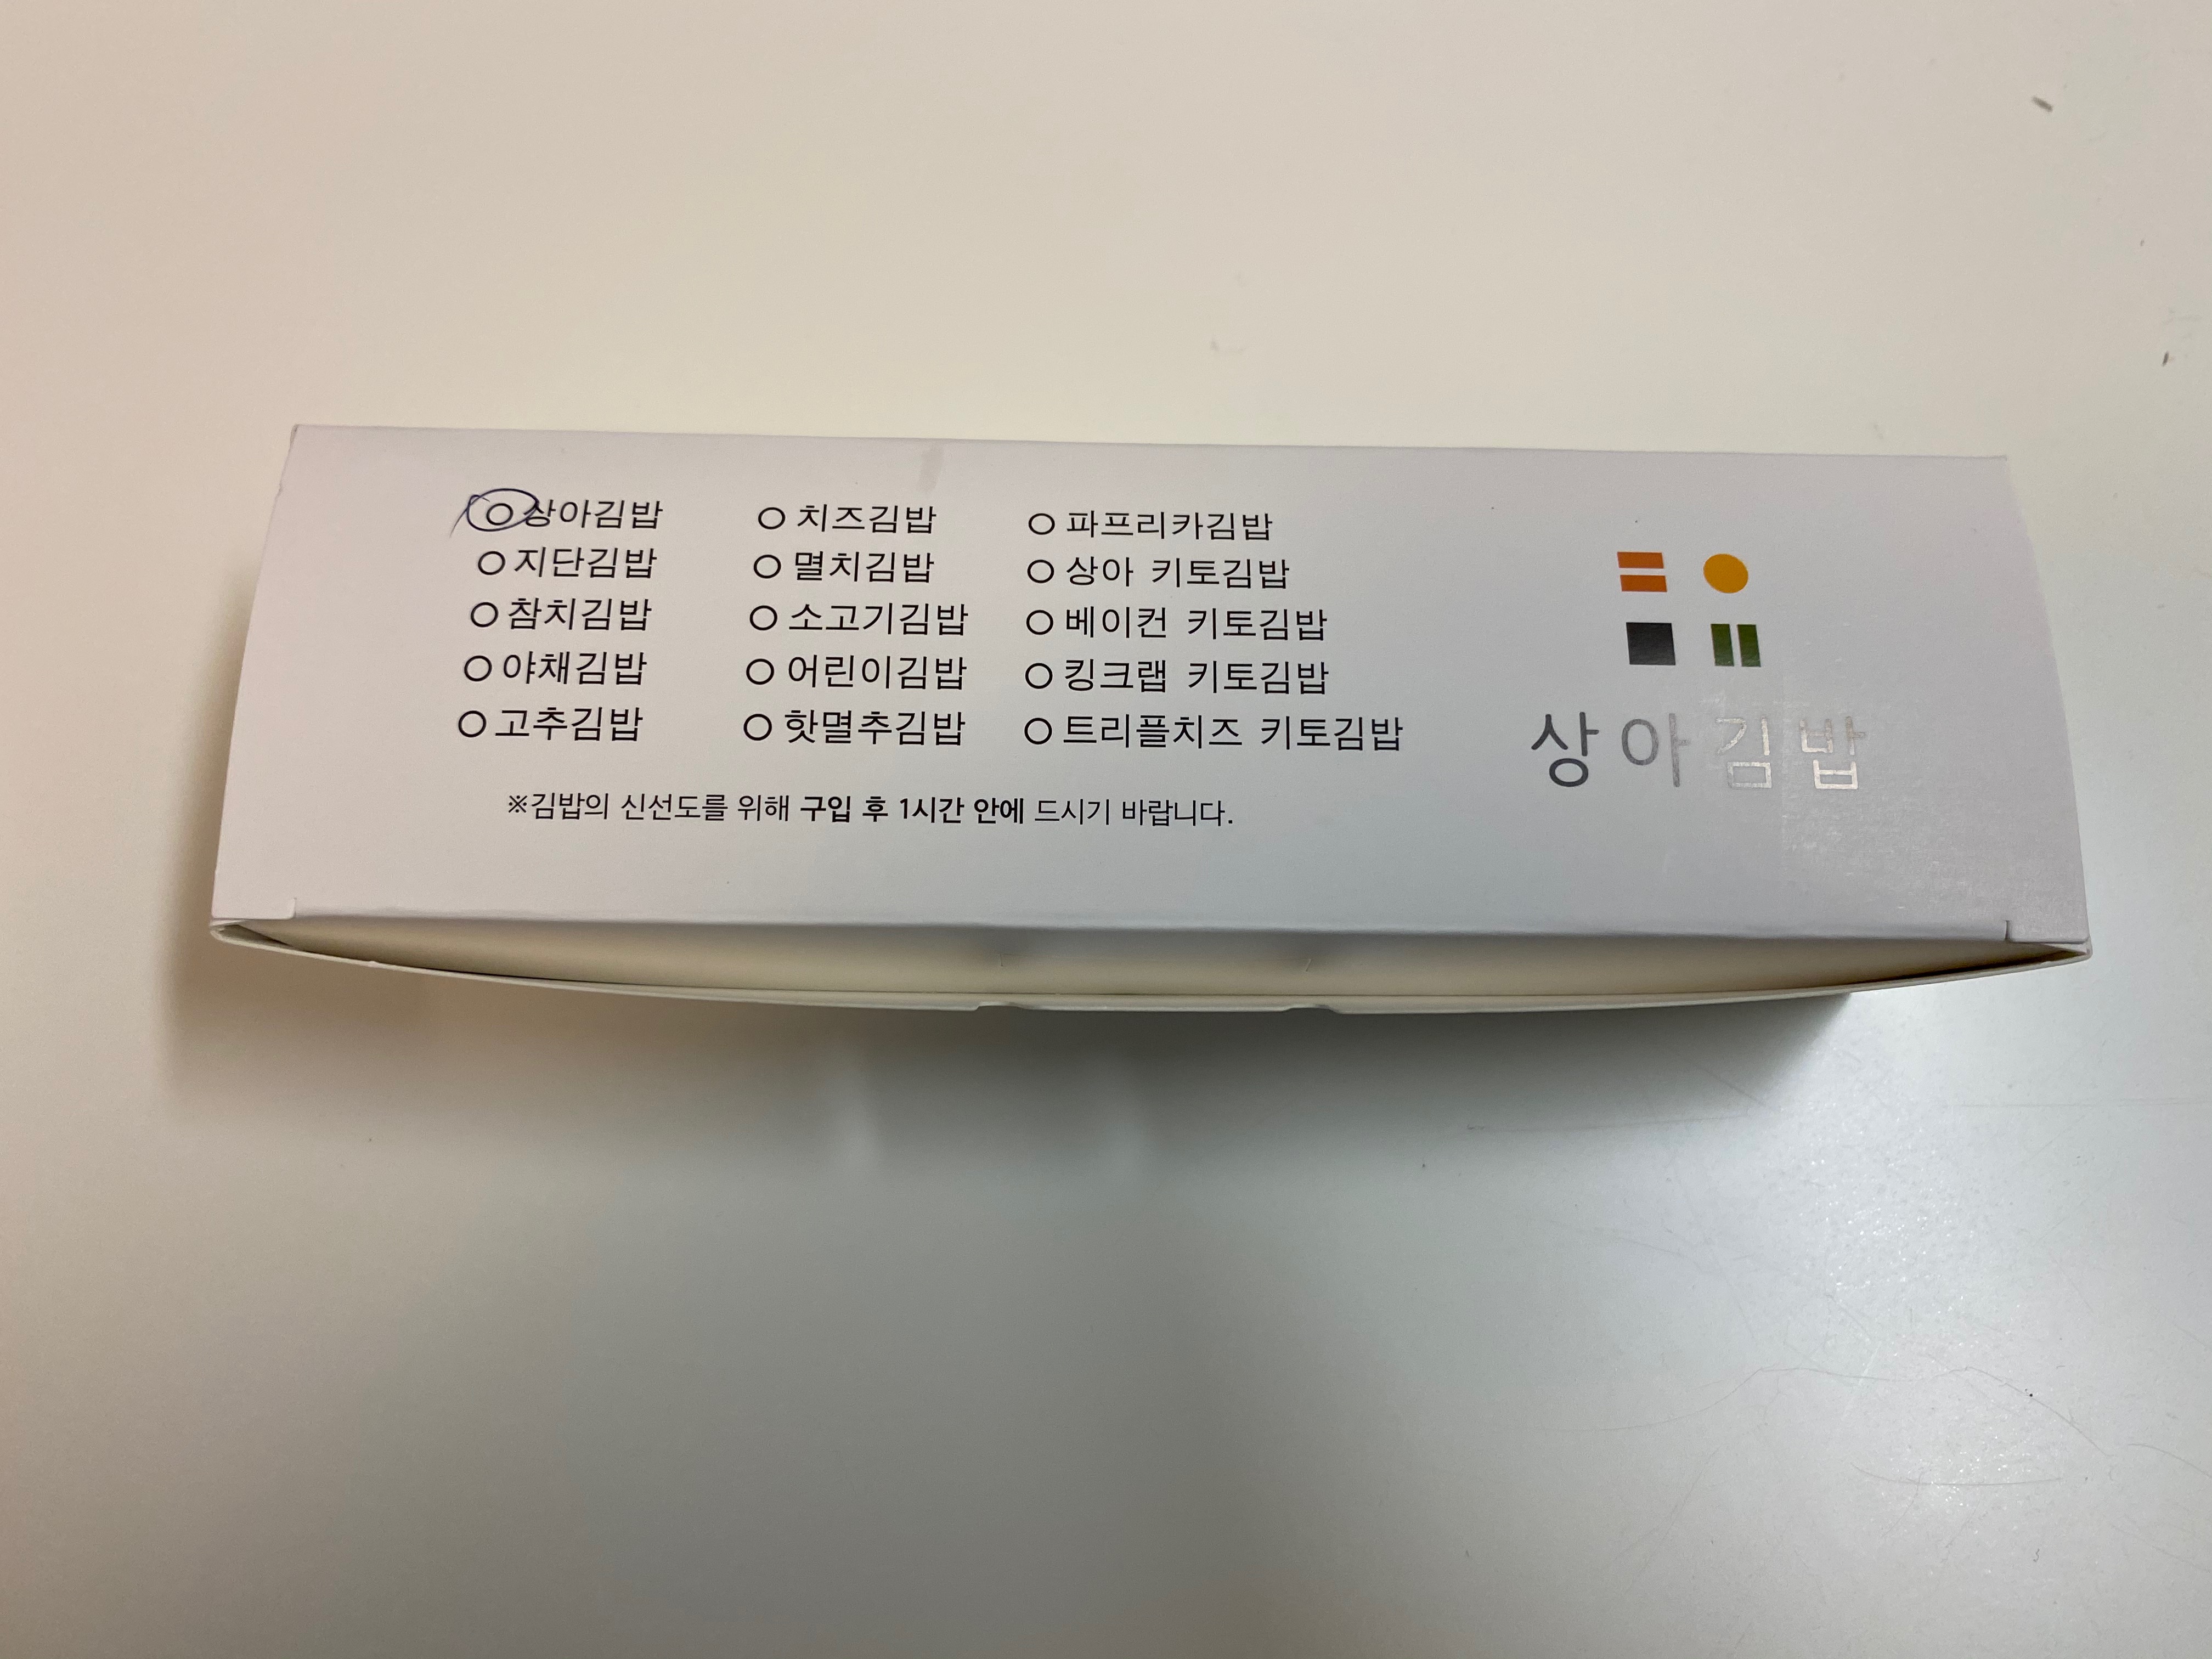 상아김밥
지단김밥
참치김밥
야채김밥
고추김밥
치즈김밥
멸치김밥
소고기김밥
어린이김밥
핫멸추김밥
파프리카김밥
상아 키토김밥
베이컨 키토김밥
킹크랩 키토김밥
트리플치즈 키토김밥
※김밥의 신선도를 위해 구입 후 1시간 안에 드시기 바랍니다.
상아김밥